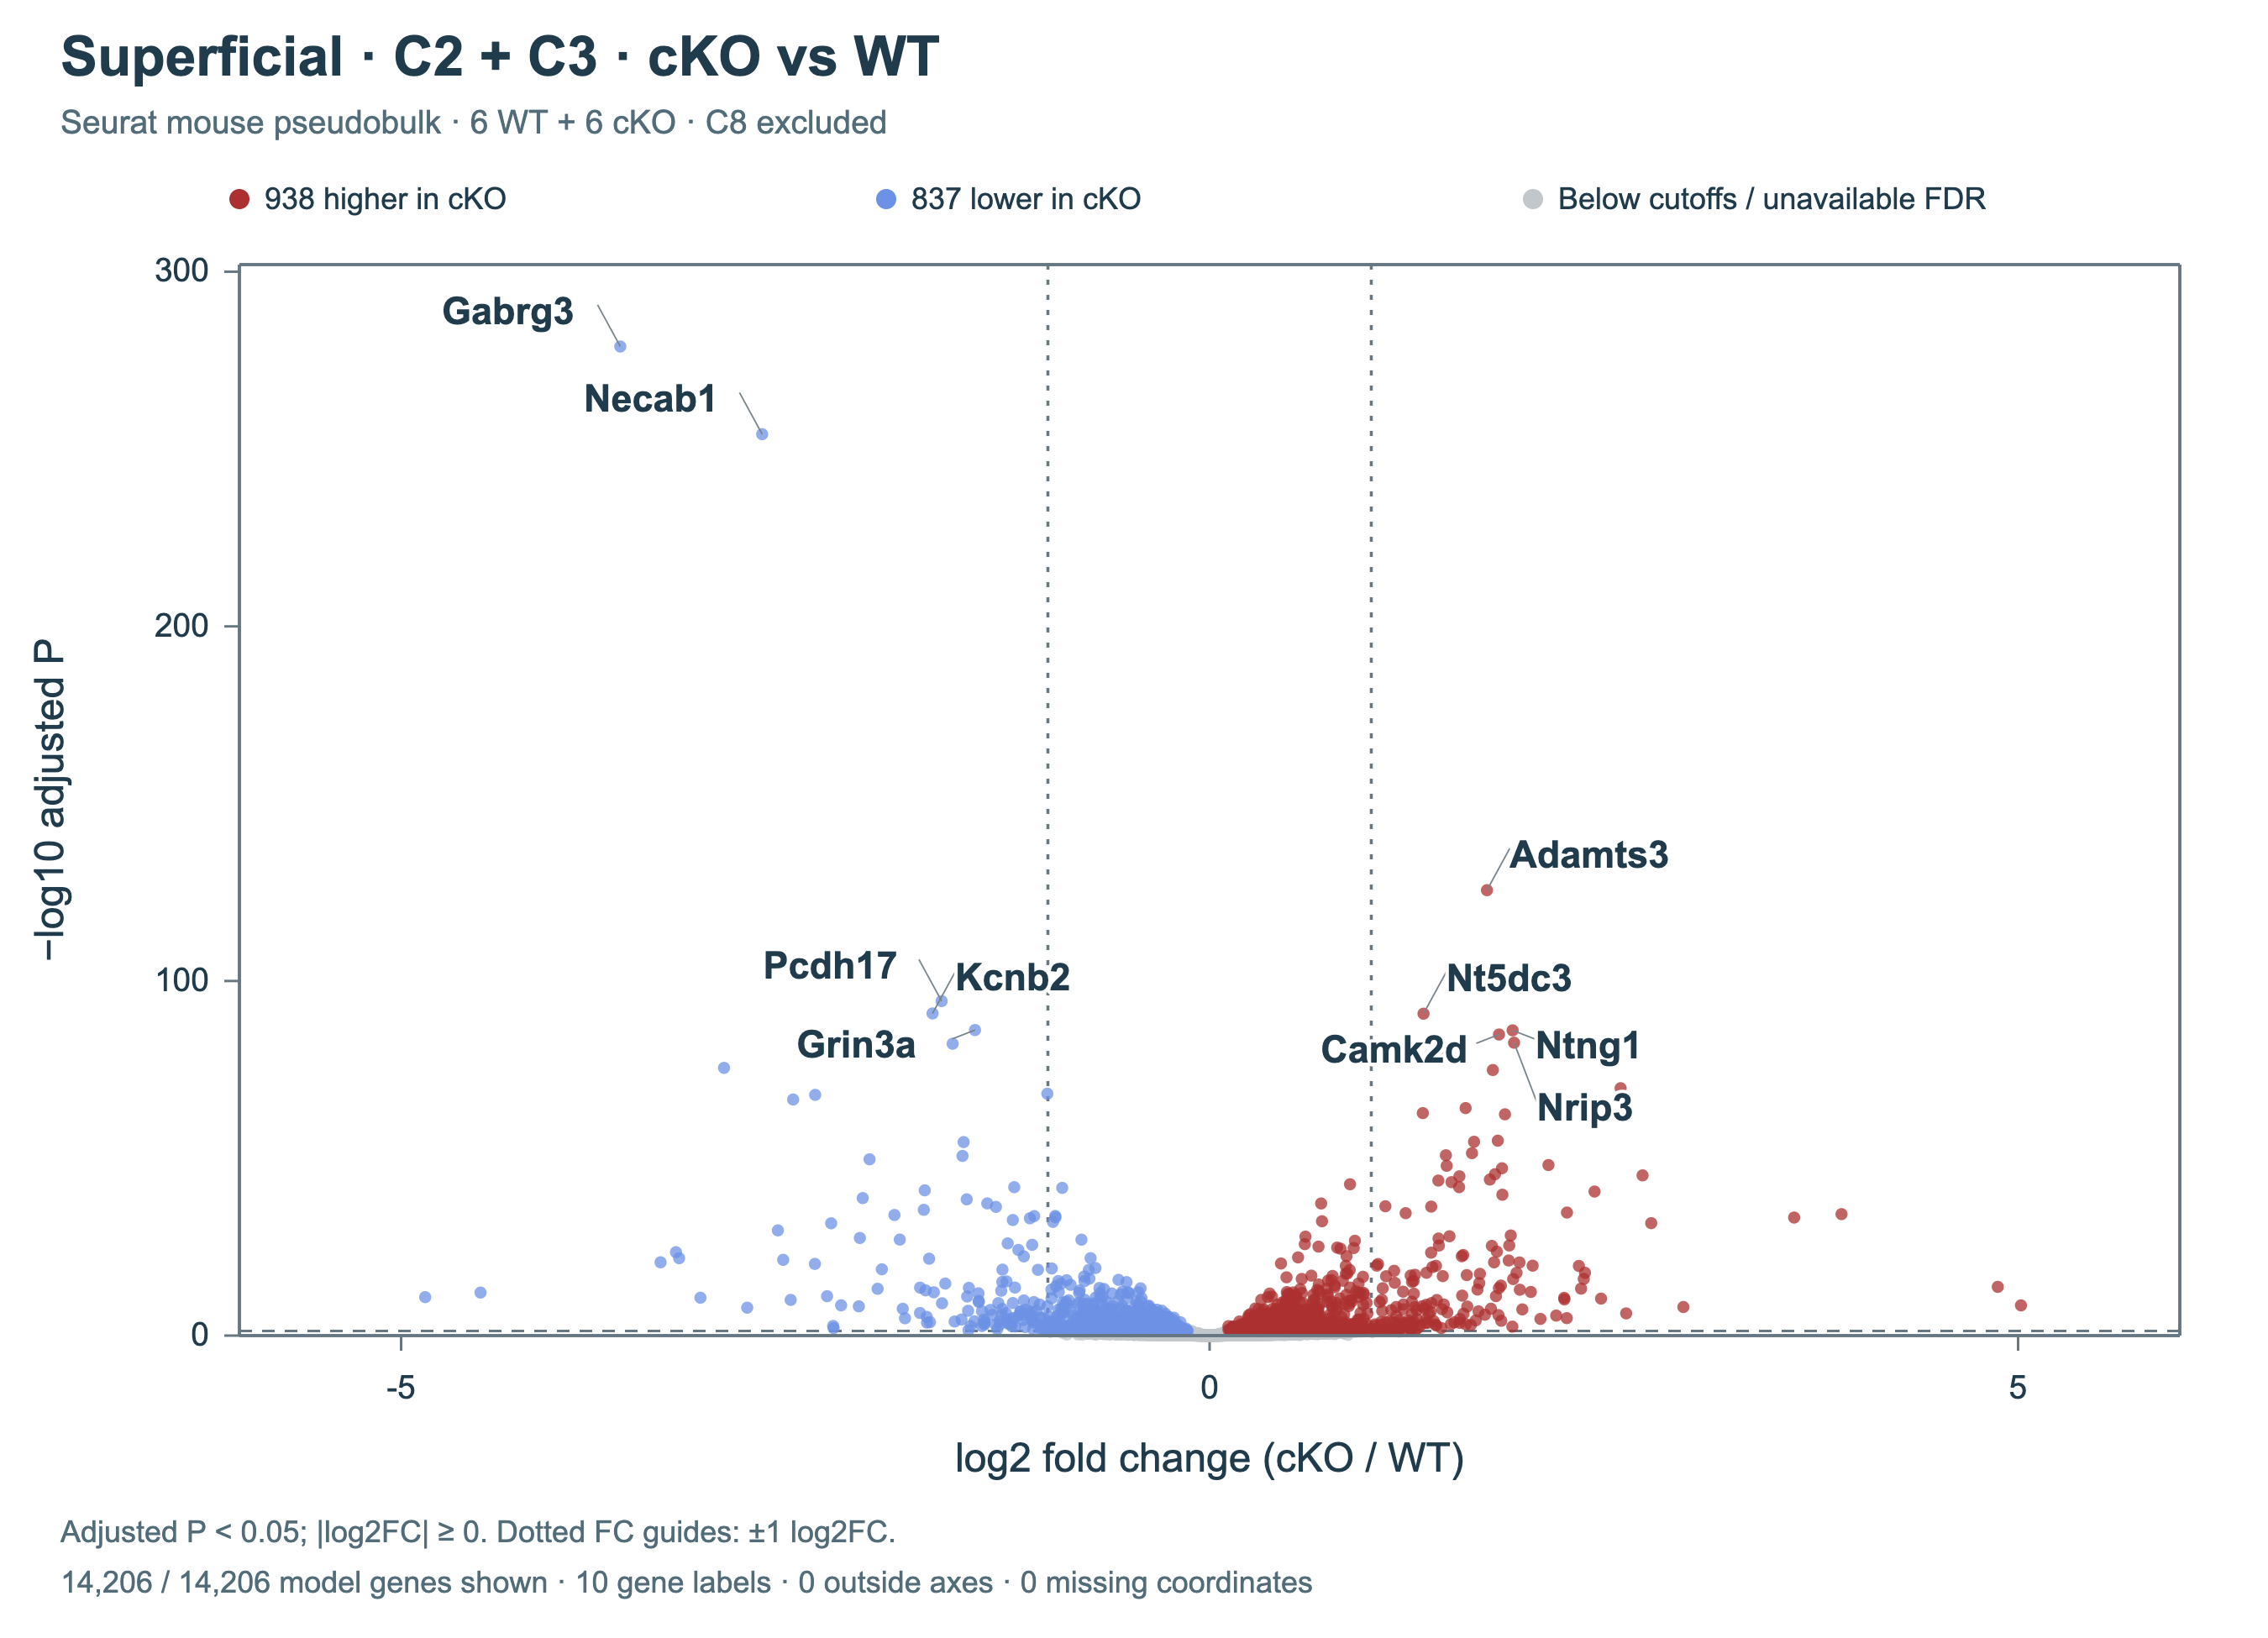 Superficial · C2 + C3 · cKO vs WT
Seurat mouse pseudobulk · 6 WT + 6 cKO · C8 excluded
938 higher in cKO
837 lower in cKO
Below cutoffs / unavailable FDR
300
200
100
0
−log10 adjusted P
Gabrg3
Necab1
Adamts3
Pcdh17
Kcnb2
Nt5dc3
Grin3a
Camk2d
Ntng1
Nrip3
-5
0
5
log2 fold change (cKO / WT)
Adjusted P < 0.05; |log2FC| ≥ 0. Dotted FC guides: ±1 log2FC.
14,206 / 14,206 model genes shown · 10 gene labels · 0 outside axes · 0 missing coordinates